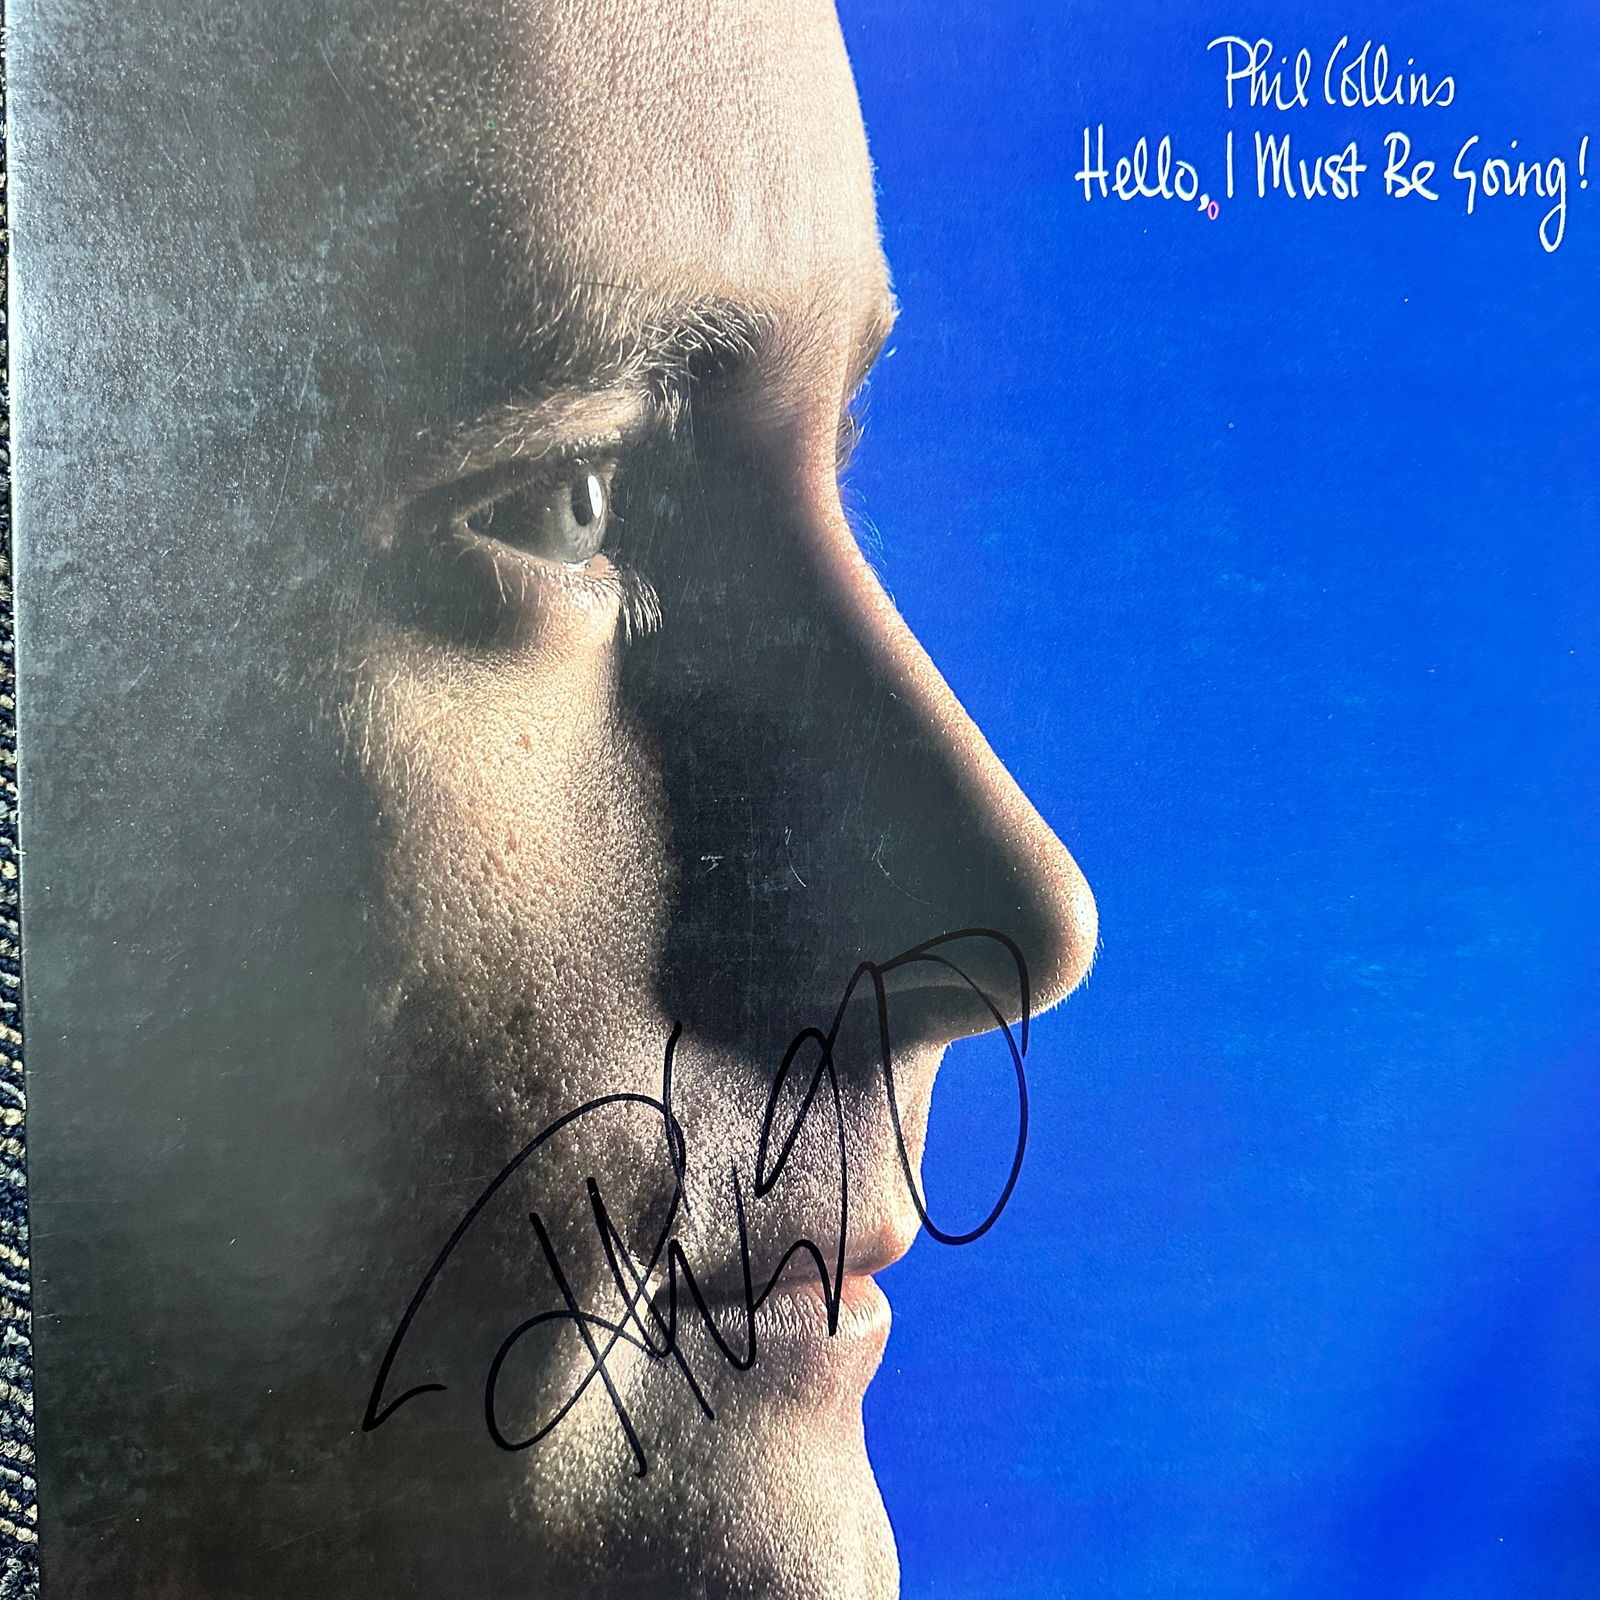 Phil Collins
Hello, I Must Be Going!